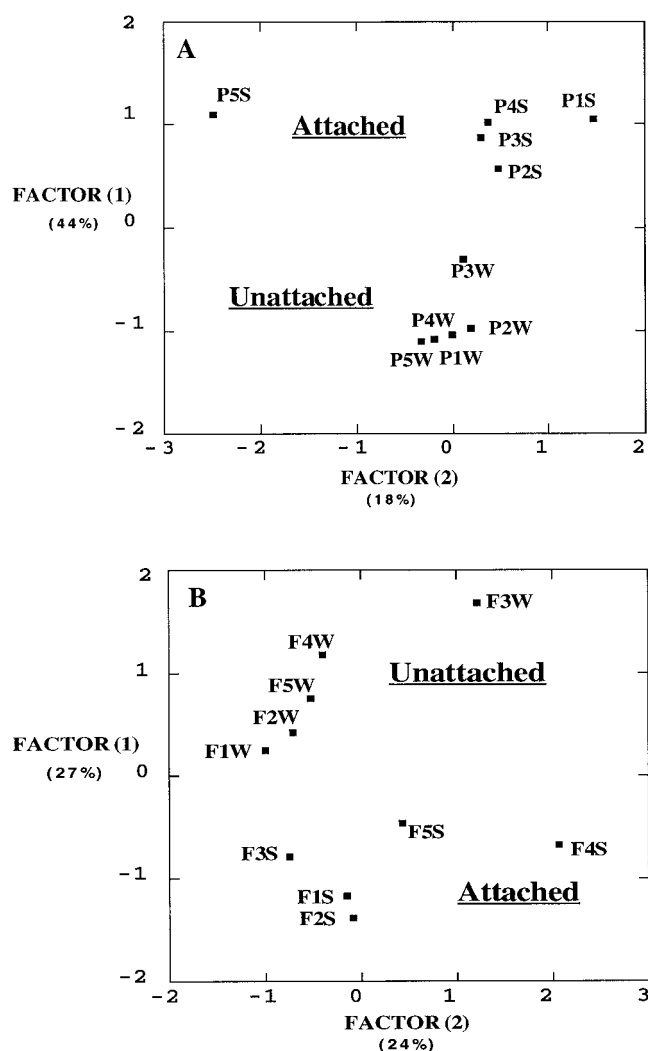 A
2
P5S
P4S
P1S
Attached
1
P3S
P2S
FACTOR (1)
(44%)
0
P3W
Unattached
P4W
P2W
-1
P5W P1W
-2
-3 -2 -1 0 1 2
FACTOR (2)
(18%)
B
2
F3W
F4W
Unattached
1
F5W
F2W
FACTOR (1)
F1W
(27%)
0
F5S
F4S
F3S
-1
F1S
Attached
F2S
-2
-2 -1 0 1 2 3
FACTOR (2)
(24%)